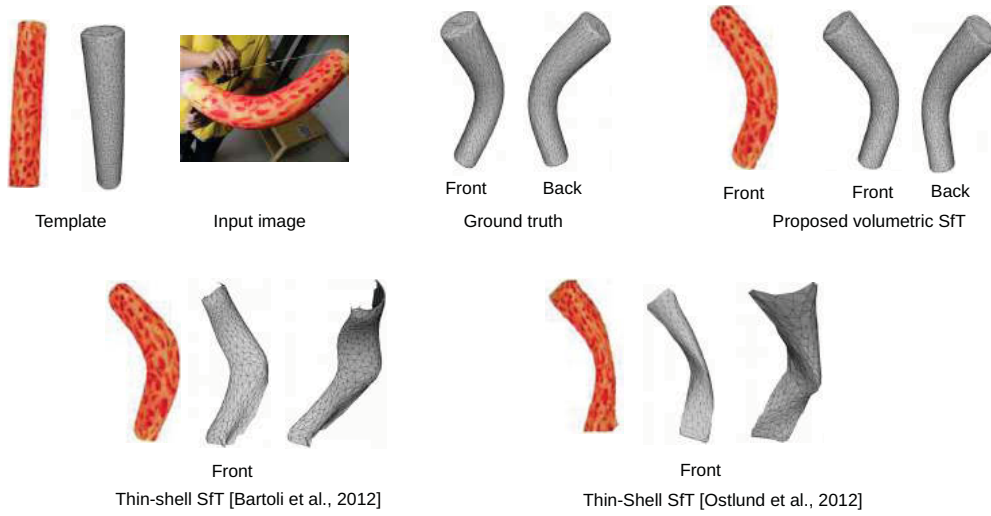 Front
Back
Front
Front
Back
Template
Input image
Ground truth
Proposed volumetric SfT
Front
Front
Thin-shell SfT [Bartoli et al., 2012]
Thin-Shell SfT [Ostlund et al., 2012]